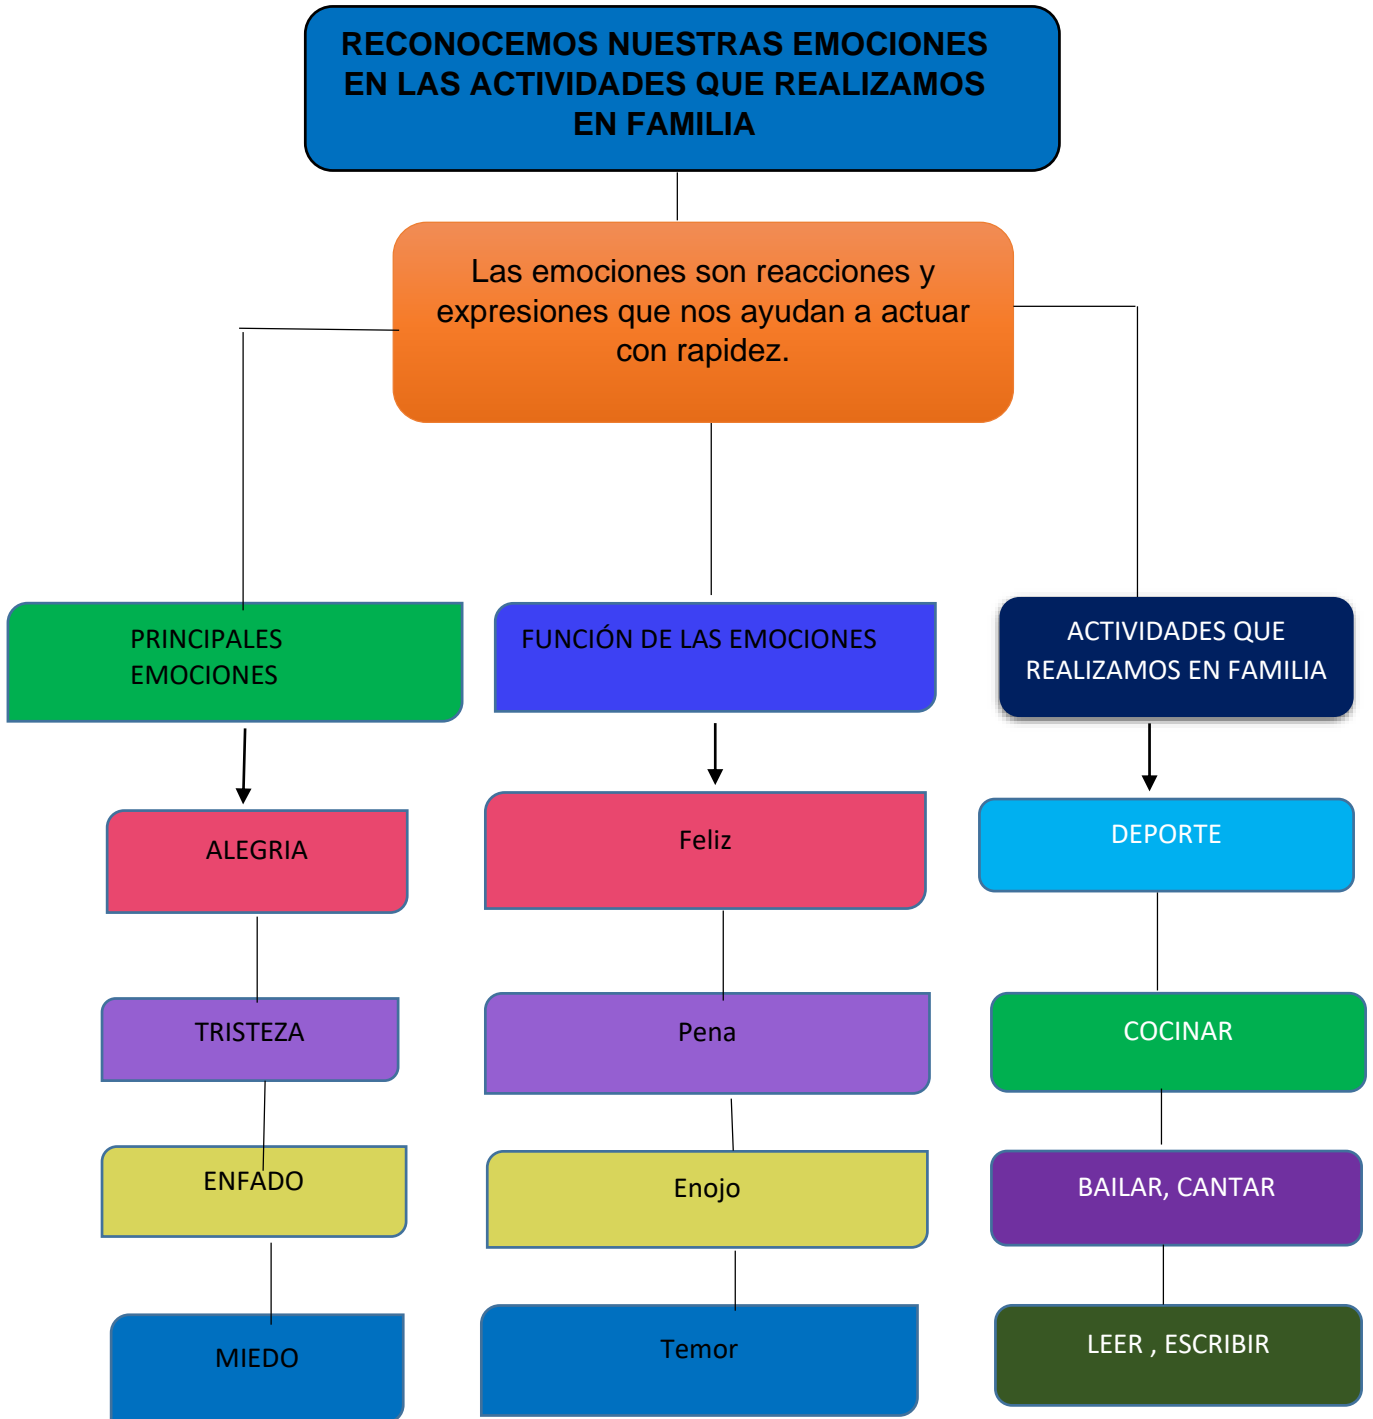 RECONOCEMOS NUESTRAS EMOCIONES
EN LAS ACTIVIDADES QUE REALIZAMOS
EN FAMILIA
Las emociones son reacciones y
expresiones que nos ayudan a actuar
con rapidez.
PRINCIPALES
EMOCIONES
ALEGRIA
TRISTEZA
ENFADO
MIEDO
FUNCIÓN DE LAS EMOCIONES
Feliz
Pena
Enojo
Temor
ACTIVIDADES QUE
REALIZAMOS EN FAMILIA
DEPORTE
COCINAR
BAILAR, CANTAR
LEER , ESCRIBIR